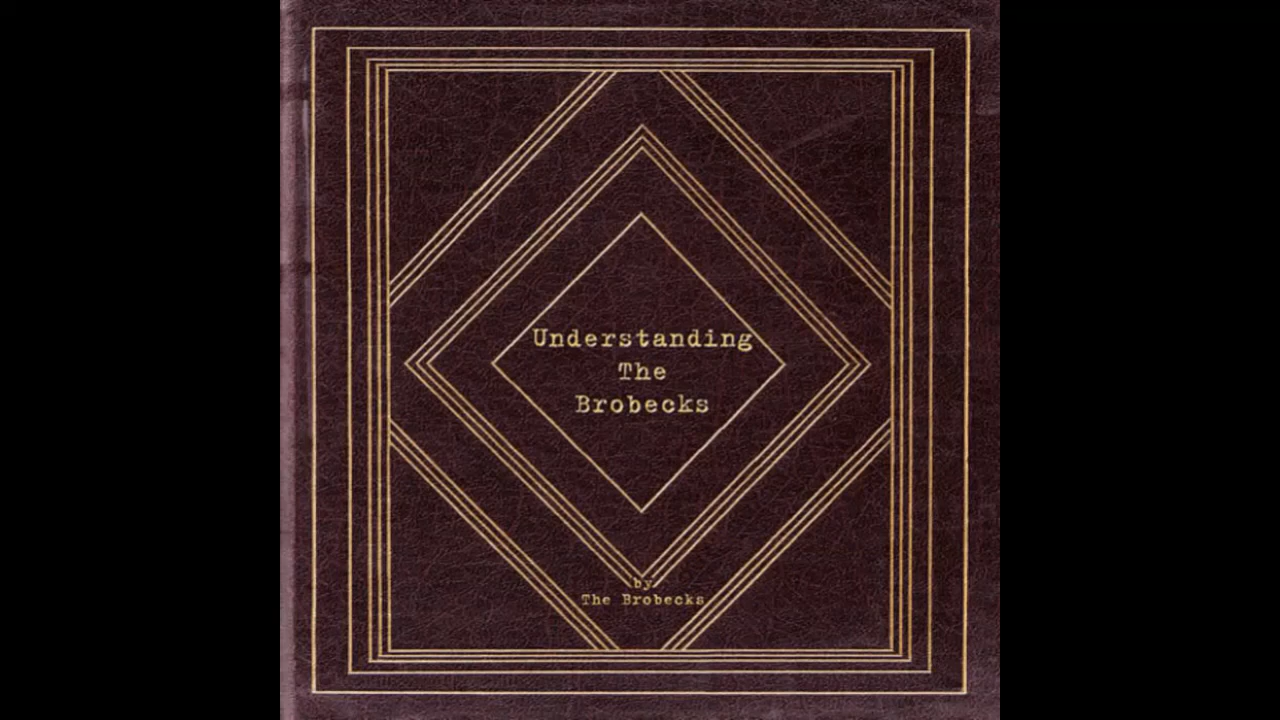 Understanding
The
Brobecks
by
The Brobecks